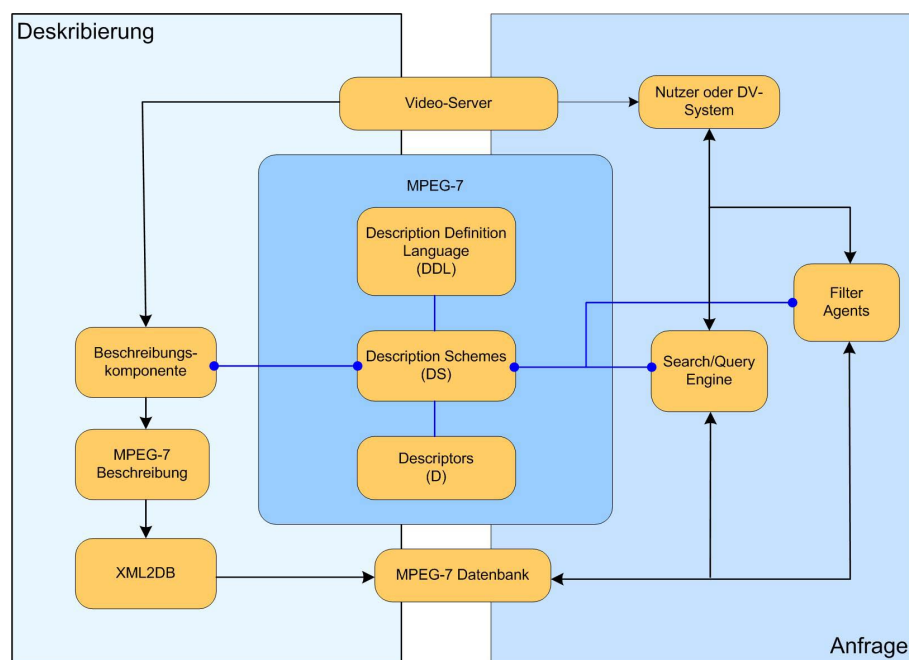 Deskribierung
Video-Server
Nutzer oder DV-
System
MPEG-7
Description Definition
Language
(DDL)
Filter
Agents
Beschreibungs-
komponente
Description Schemes
(DS)
Search/Query
Engine
MPEG-7
Beschreibung
Descriptors
(D)
XML2DB
MPEG-7 Datenbank
Anfrage